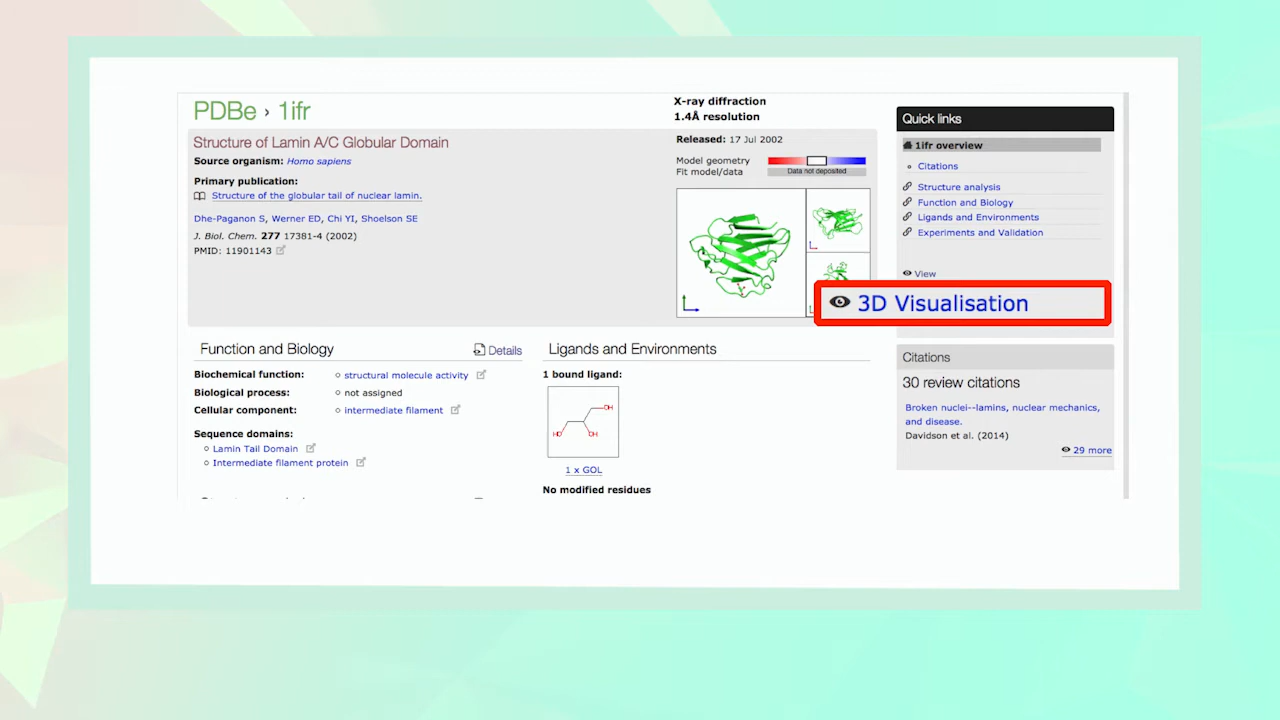 PDBe › 1ifr
Structure of Lamin A/C Globular Domain
Source organism: Homo sapiens
Primary publication:
Structure of the globular tail of nuclear lamin.
Dhe-Paganon S, Werner ED, Chi YI, Shoelson SE
J. Biol. Chem. 277 17381-4 (2002)
PMID: 11901143
X-ray diffraction
1.4Å resolution
Released: 17 Jul 2002
Model geometry
Fit model/data
Data not deposited
Quick links
1ifr overview
Citations
Structure analysis
Function and Biology
Ligands and Environments
Experiments and Validation
View
3D Visualisation
Function and Biology
Details
Biochemical function:
structural molecule activity
Biological process:
not assigned
Cellular component:
intermediate filament
Sequence domains:
Lamin Tail Domain
Intermediate filament protein
Ligands and Environments
1 bound ligand:
OH
HO
OH
1 x GOL
No modified residues
Citations
30 review citations
Broken nuclei--lamins, nuclear mechanics,
and disease.
Davidson et al. (2014)
29 more